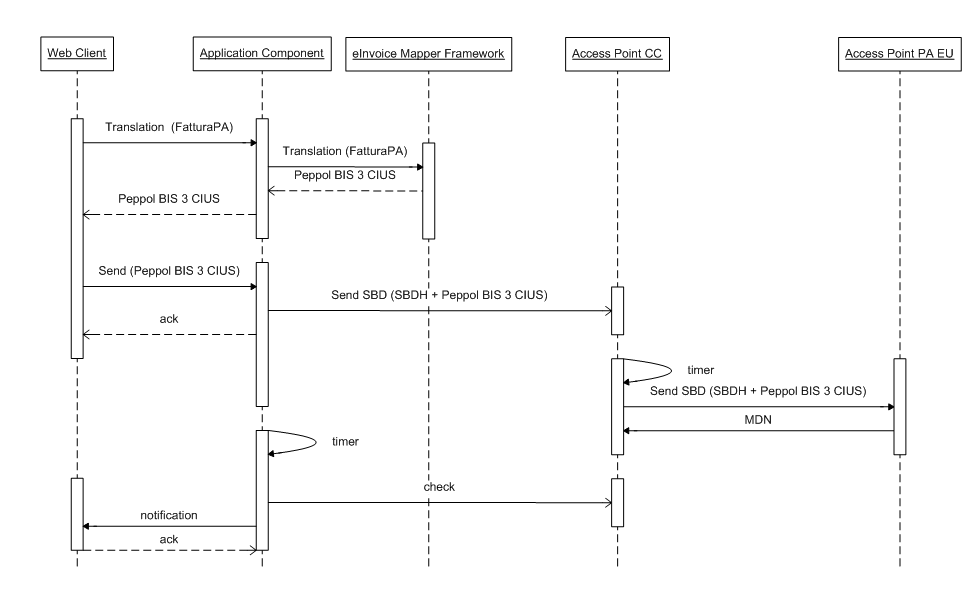 Web Client
Application Component
eInvoice Mapper Framework
Access Point CC
Access Point PA EU
Translation (FatturaPA)
Translation (FatturaPA)
Peppol BIS 3 CIUS
Peppol BIS 3 CIUS
Send (Peppol BIS 3 CIUS)
Send SBD (SBDH + Peppol BIS 3 CIUS)
ack
timer
Send SBD (SBDH + Peppol BIS 3 CIUS)
MDN
timer
check
notification
ack